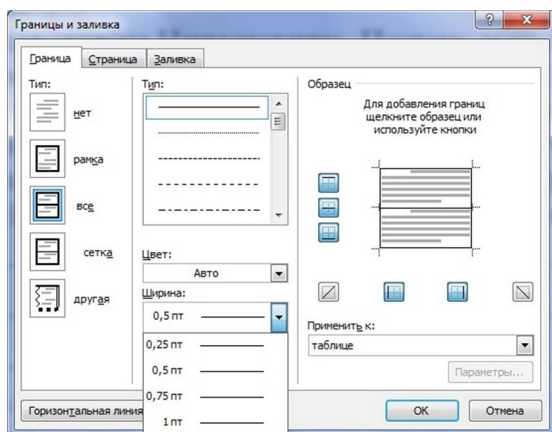 Границы и заливка
Граница
Страница
Заливка
Тип:
нет
рамка
все
сетка
другая
Тип:
Цвет:
Авто
Ширина:
0,5 пт
0,25 пт
0,5 пт
0,75 пт
1 пт
Образец
Для добавления границ
щелкните образец или
используйте кнопки
Применить к:
таблице
Параметры...
Горизонтальная линия
ОК
Отмена